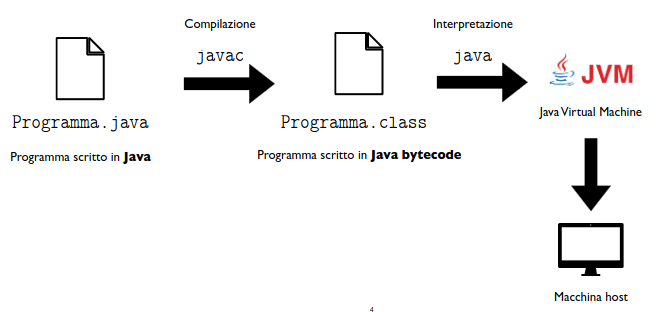 Compilazione
Interpretazione
javac
java
JVM
Programma.java
Programma.class
Java Virtual Machine
Programma scritto in Java
Programma scritto in Java bytecode
Macchina host
4